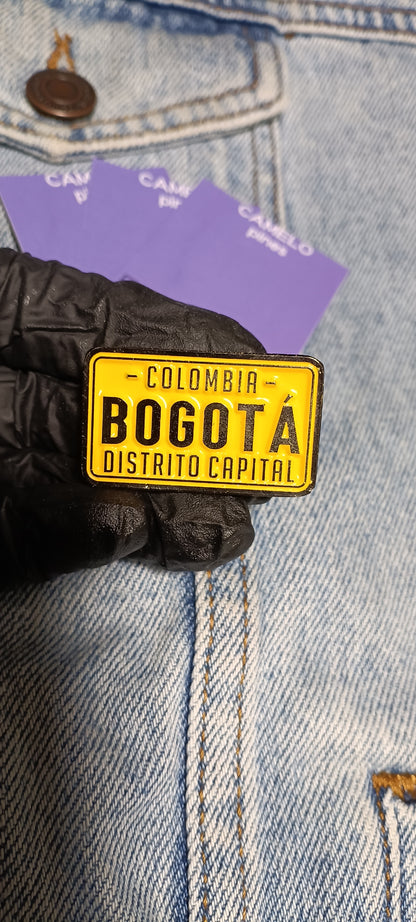 CAMELO
pines
CAMELO
pines
CAMELO
pines
- COLOMBIA -
BOGOTÁ
DISTRITO CAPITAL